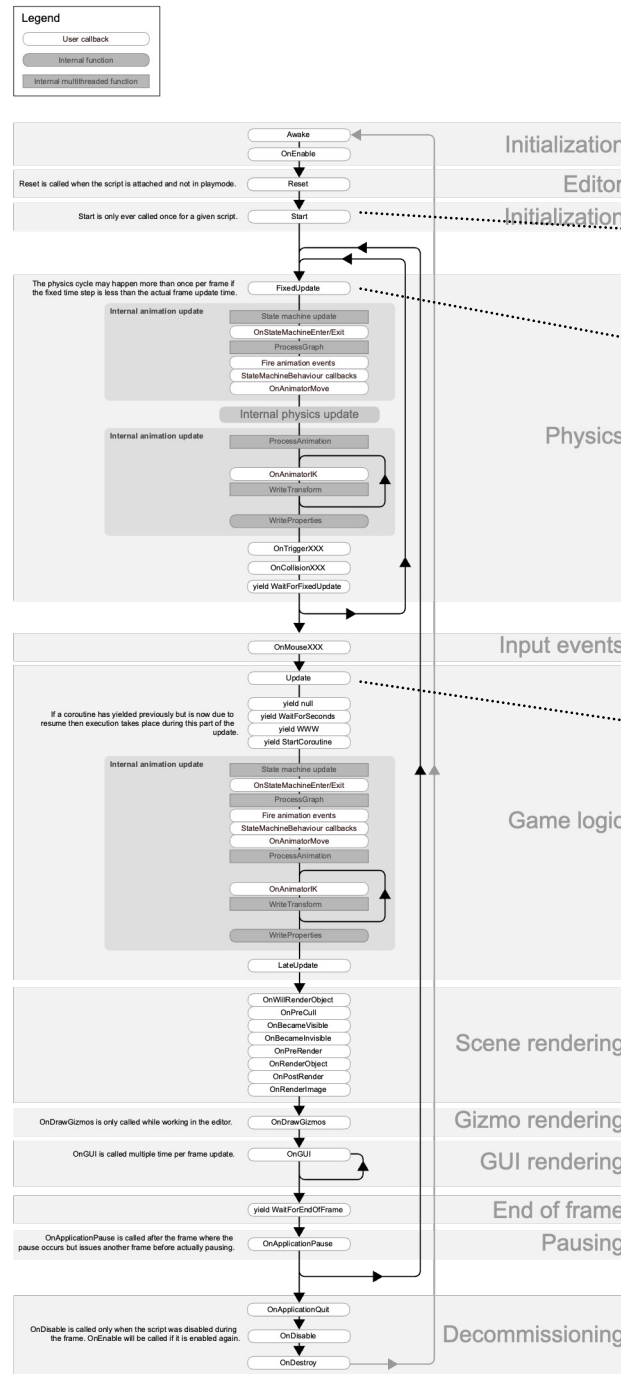 Legend
User callback
Internal function
Internal multithreaded function
Awake
OnEnable
Initialization
Reset is called when the script is attached and not in playmode.
Reset
Editor
Start is only ever called once for a given script.
Start
Initialization
The physics cycle may happen more than once per frame if
the fixed time step is less than the actual frame update time.
FixedUpdate
Internal animation update
State machine update
OnStateMachineEnter/Exit
ProcessGraph
Fire animation events
StateMachineBehaviour callbacks
OnAnimatorMove
Internal physics update
Physics
Internal animation update
ProcessAnimation
OnAnimatorIK
WriteTransform
WriteProperties
OnTriggerXXX
OnCollisionXXX
yield WaitForFixedUpdate
OnMouseXXX
Input events
Update
If a coroutine has yielded previously but is now due to
resume then execution takes place during this part of the
update.
yield null
yield WaitForSeconds
yield WWW
yield StartCoroutine
Internal animation update
State machine update
OnStateMachineEnter/Exit
ProcessGraph
Fire animation events
StateMachineBehaviour callbacks
OnAnimatorMove
ProcessAnimation
Game logic
OnAnimatorIK
WriteTransform
WriteProperties
LateUpdate
OnWillRenderObject
OnPreCull
OnBecameVisible
OnBecameInvisible
OnPreRender
OnRenderObject
OnPostRender
OnRenderImage
Scene rendering
OnDrawGizmos is only called while working in the editor.
OnDrawGizmos
Gizmo rendering
OnGUI is called multiple time per frame update.
OnGUI
GUI rendering
yield WaitForEndOfFrame
End of frame
OnApplicationPause is called after the frame where the
pause occurs but issues another frame before actually pausing.
OnApplicationPause
Pausing
OnApplicationQuit
OnDisable is called only when the script was disabled during
the frame. OnEnable will be called if it is enabled again.
OnDisable
OnDestroy
Decommissioning